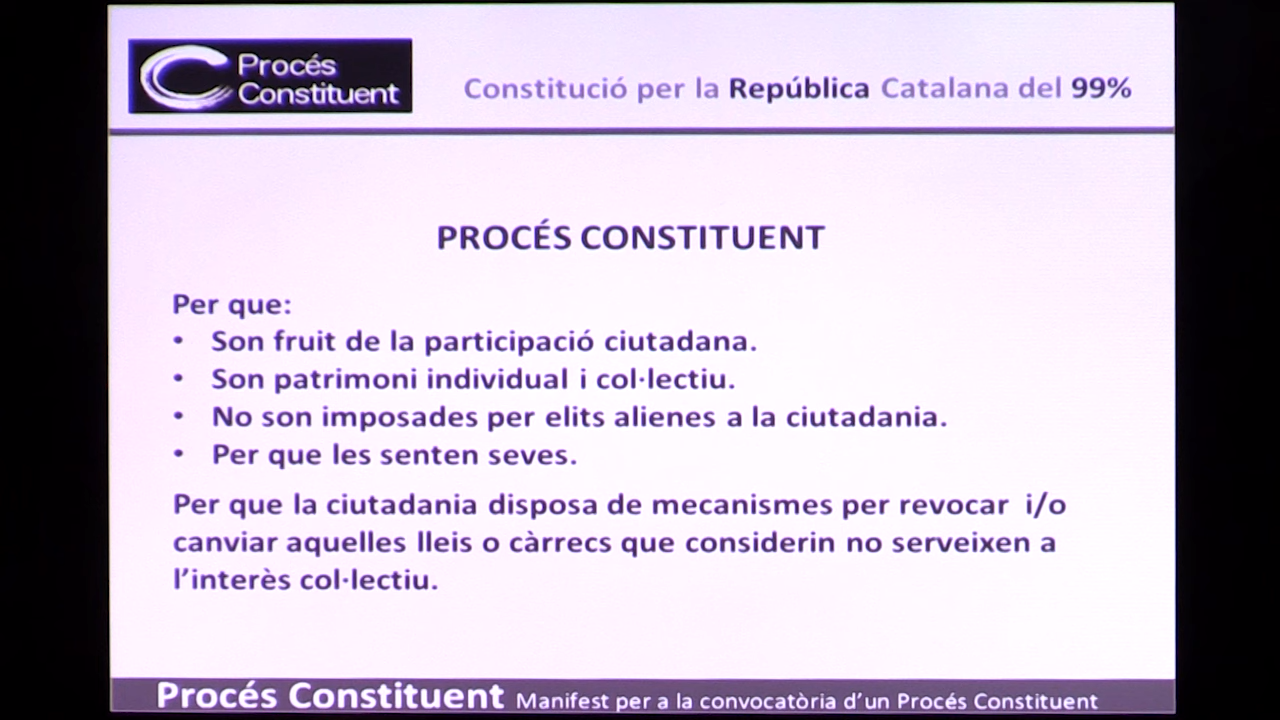 Procés
Constituent
Constitució per la República Catalana del 99%
PROCÉS CONSTITUENT
Per que:
• Son fruit de la participació ciutadana.
• Son patrimoni individual i col·lectiu.
• No son imposades per elits alienes a la ciutadania.
• Per que les senten seves.
Per que la ciutadania disposa de mecanismes per revocar i/o
canviar aquelles lleis o càrrecs que considerin no serveixen a
l’interès col·lectiu.
Procés Constituent Manifest per a la convocatòria d’un Procés Constituent